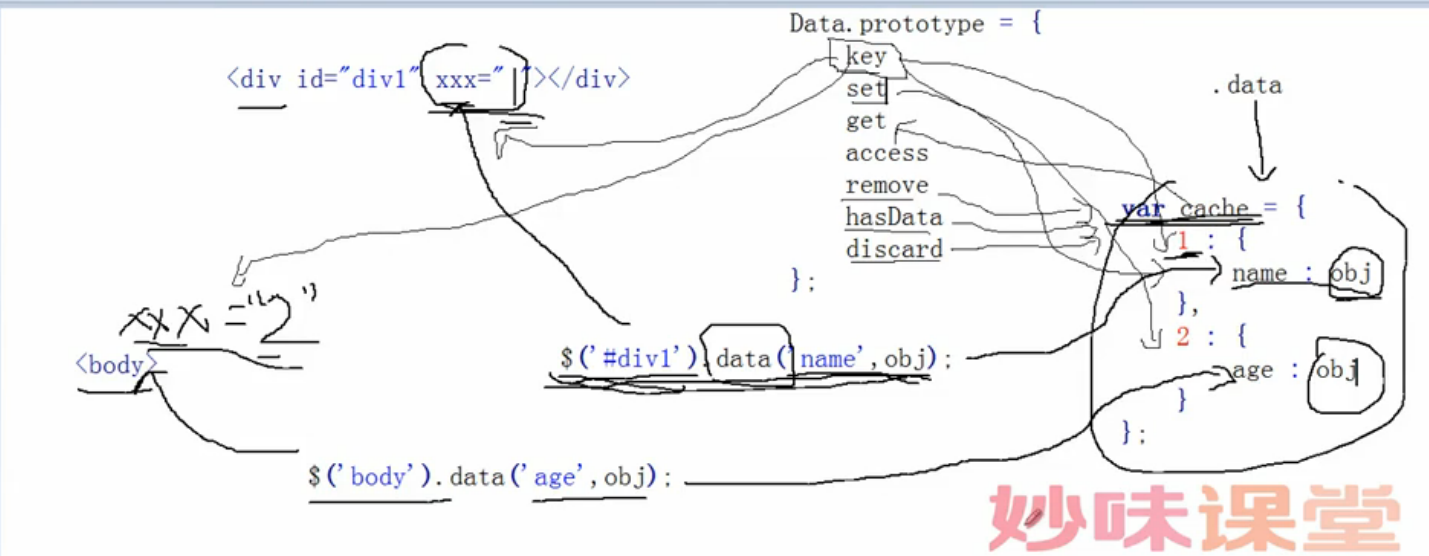 Data.prototype = {
key
<div id="div1" xxx=" "></div>
set
.data
get
access
remove
var cache = {
hasData
1 : {
discard
name : obj
};
},
xxx ="2"
2 : {
<body>
$('#div1').data('name',obj);
age : obj
}
};
$('body').data('age',obj);
妙味课堂